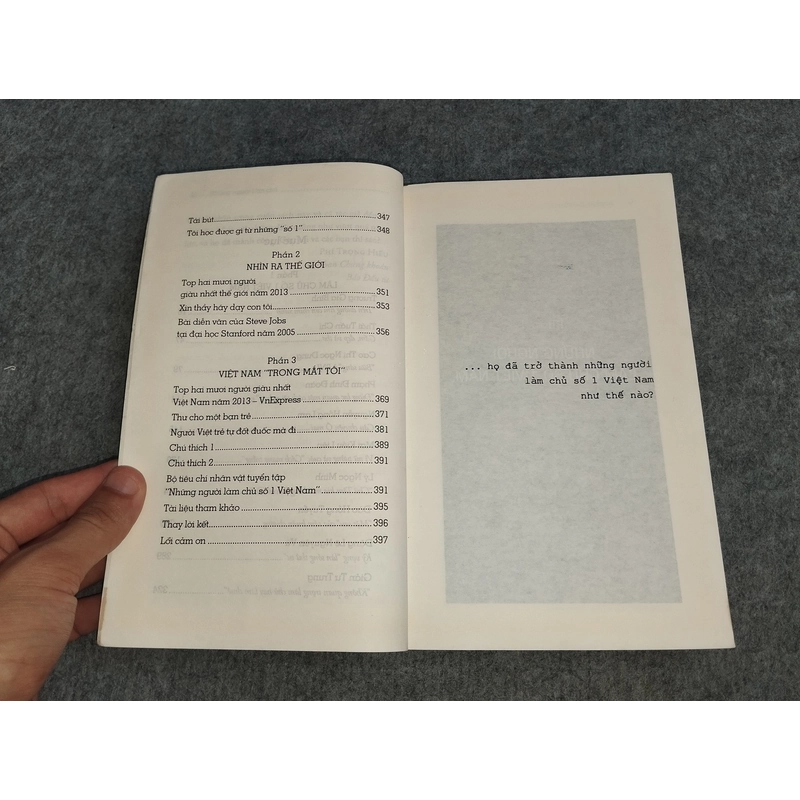 Tái bút.......347
Tôi học được gì từ những "số 1".......348
Phần 2
NHÌN RA THẾ GIỚI
Top hai mươi người
giàu nhất thế giới năm 2013.......351
Xin thầy hãy dạy con tôi.......353
Bài diễn văn của Steve Jobs
tại đại học Stanford năm 2005.......356
Phần 3
VIỆT NAM "TRONG MẮT TÔI"
Top hai mươi người giàu nhất
Việt Nam năm 2013 – VnExpress.......369
Thư cho một bạn trẻ.......371
Người Việt trẻ tự đốt đuốc mà đi.......381
Chú thích 1.......389
Chú thích 2.......391
Bộ tiêu chí nhân vật tuyển tập
"Những người làm chủ số 1 Việt Nam".......391
Tài liệu tham khảo.......395
Thay lời kết.......396
Lời cảm ơn.......397
... họ đã trở thành những người
làm chủ số 1 Việt Nam
như thế nào?